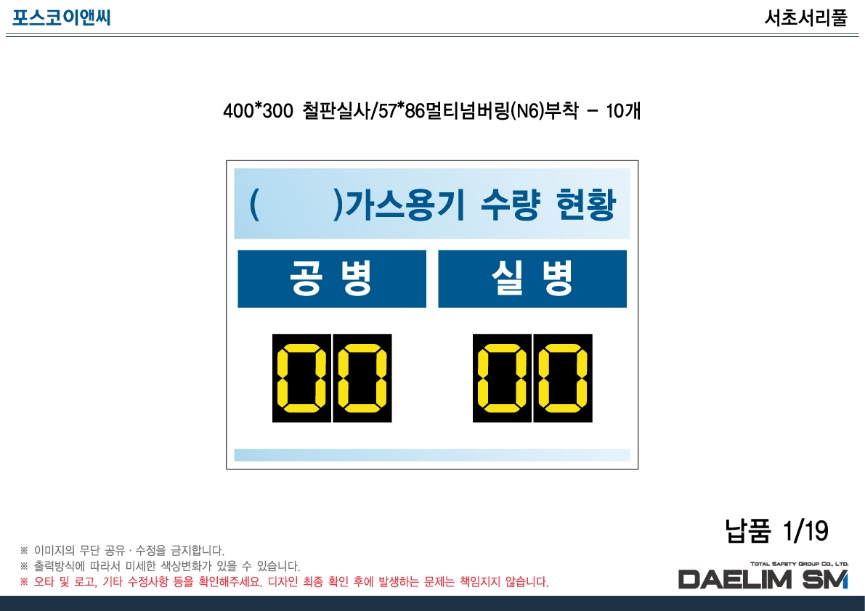 포스코이앤씨
서초서리풀
400*300 철판실사/57*86멀티넘버링(N6)부착 - 10개
( )가스용기 수량 현황
공 병
실 병
00
00
납품 1/19
※ 이미지의 무단 공유 · 수정을 금지합니다.
※ 출력방식에 따라서 미세한 색상변화가 있을 수 있습니다.
※ 오타 및 로고, 기타 수정사항 등을 확인해주세요. 디자인 최종 확인 후에 발생하는 문제는 책임지지 않습니다.
TOTAL SAFETY GROUP CO., LTD.
DAELIM SM